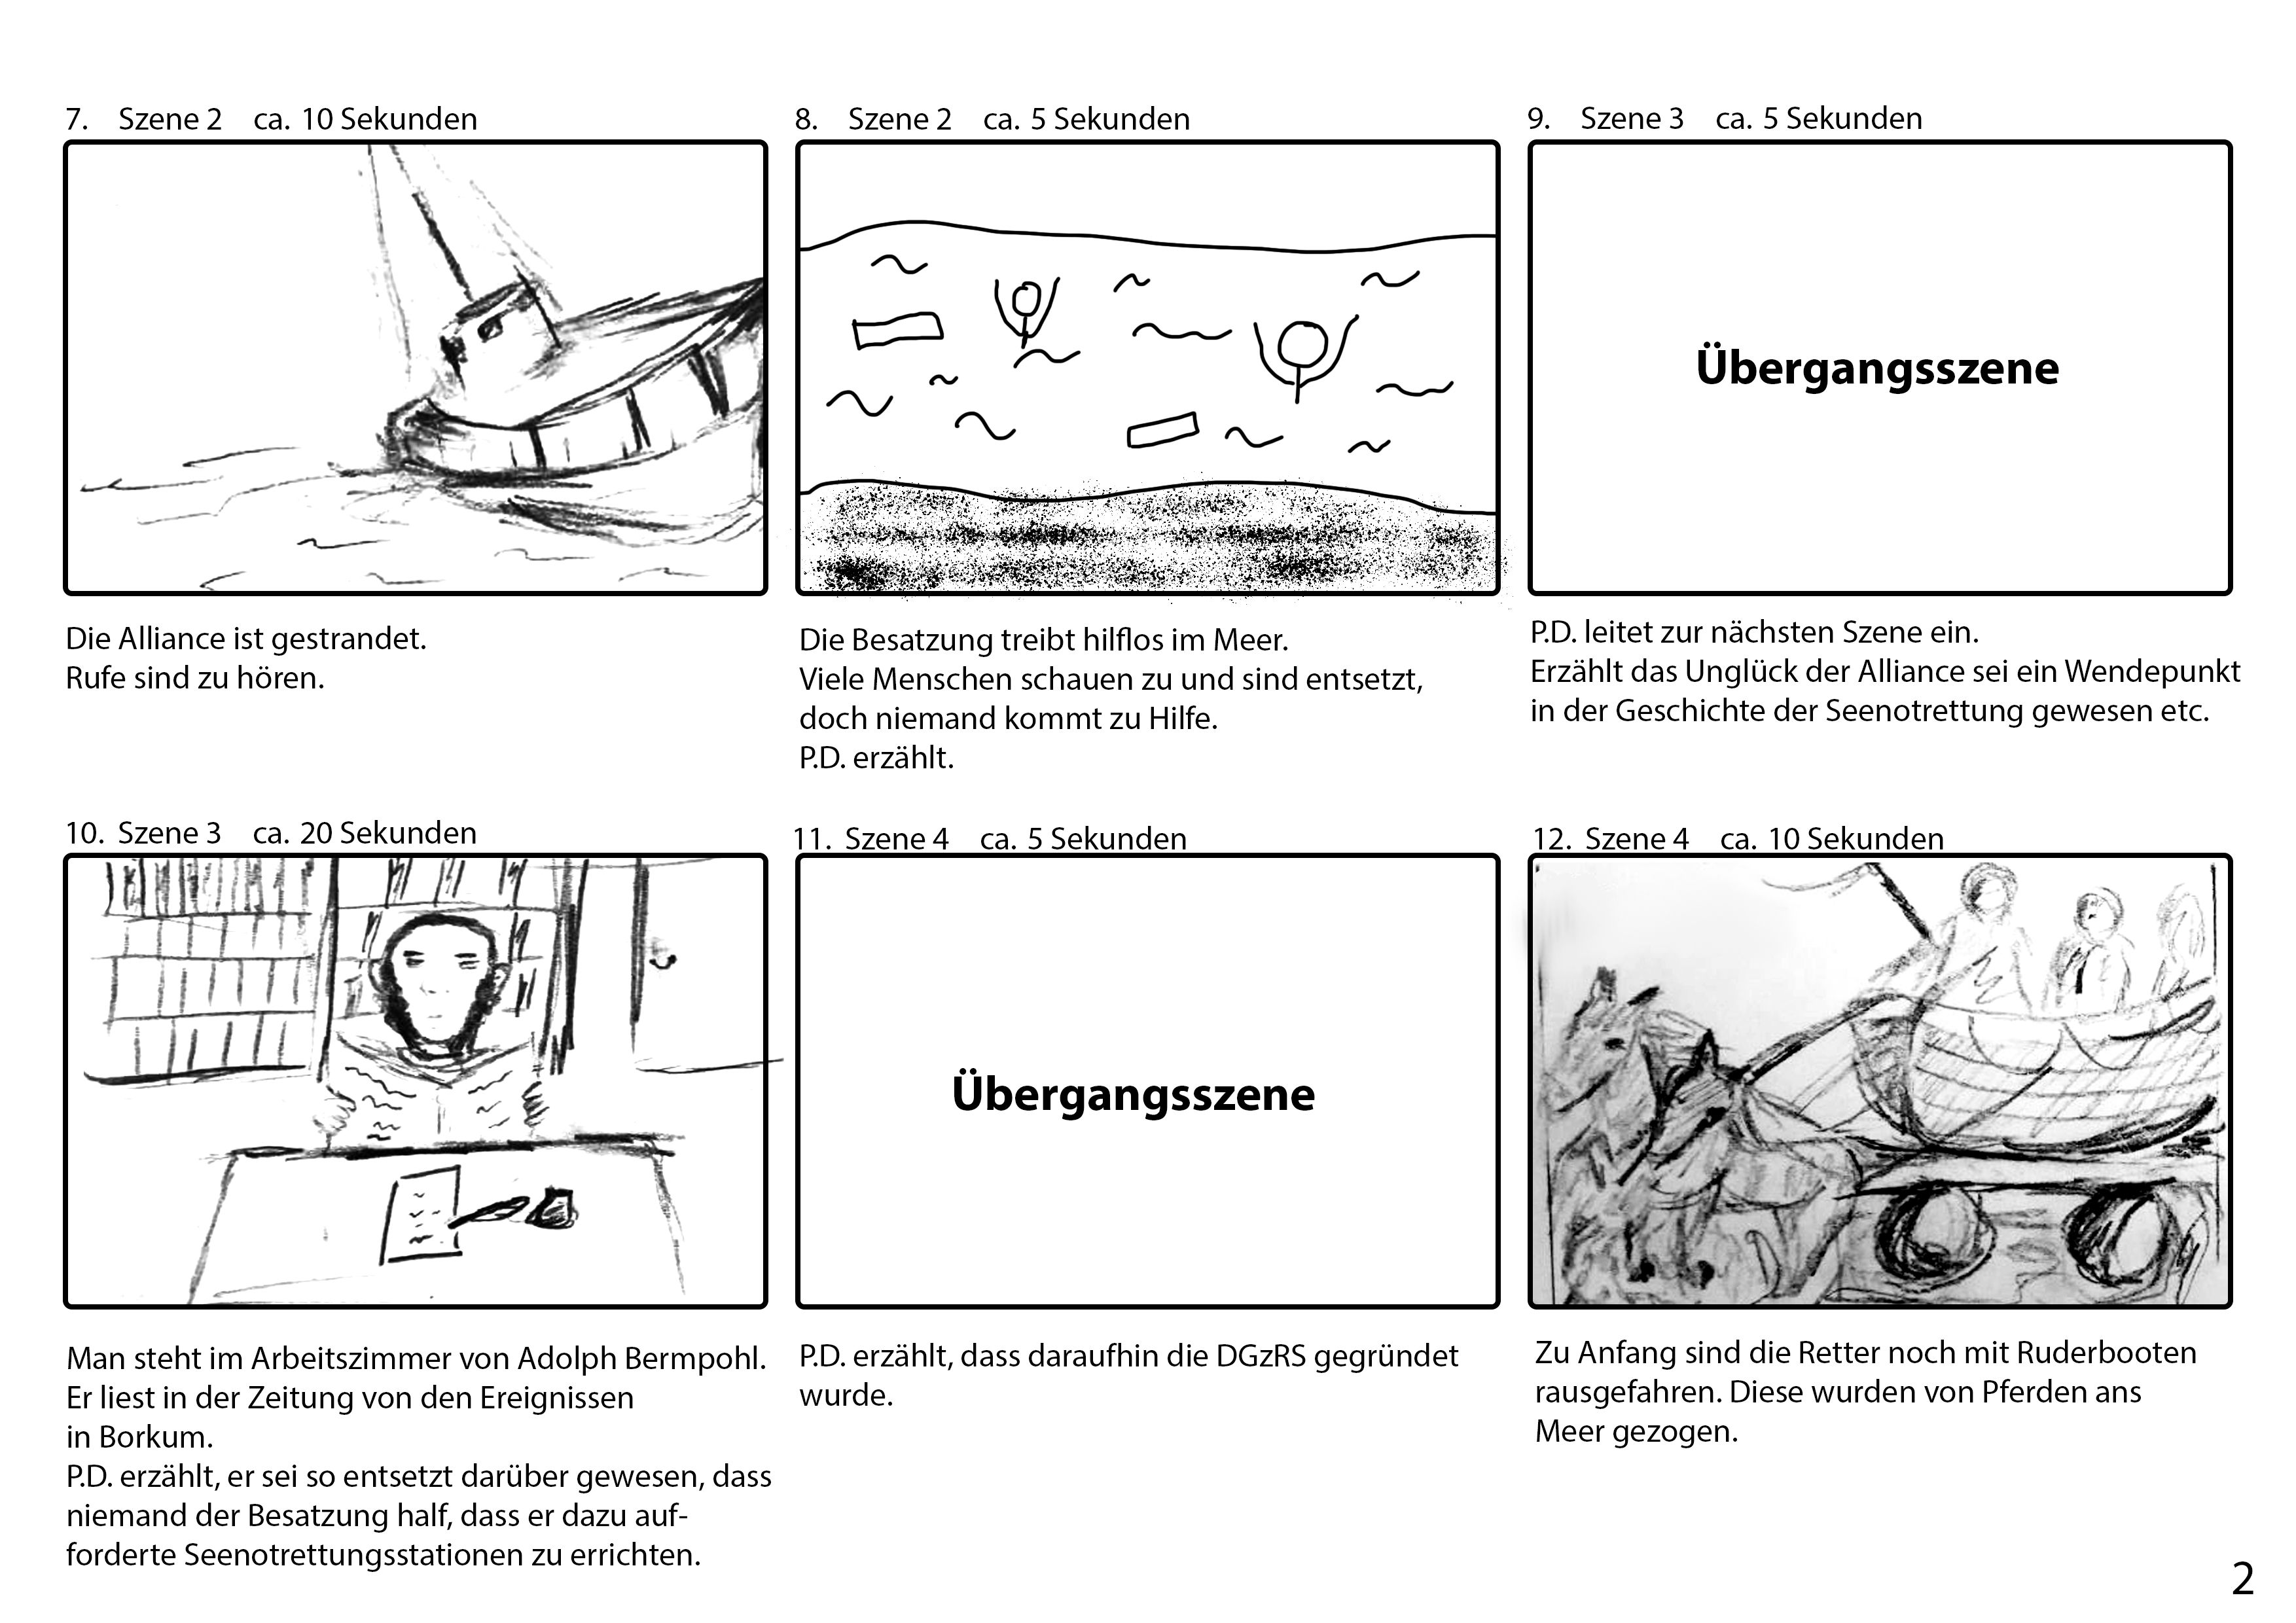 7. Szene 2 ca. 10 Sekunden
Die Alliance ist gestrandet.
Rufe sind zu hören.
8. Szene 2 ca. 5 Sekunden
Die Besatzung treibt hilflos im Meer.
Viele Menschen schauen zu und sind entsetzt,
doch niemand kommt zu Hilfe.
P.D. erzählt.
9. Szene 3 ca. 5 Sekunden
Übergangsszene
P.D. leitet zur nächsten Szene ein.
Erzählt das Unglück der Alliance sei ein Wendepunkt
in der Geschichte der Seenotrettung gewesen etc.
10. Szene 3 ca. 20 Sekunden
Man steht im Arbeitszimmer von Adolph Bermpohl.
Er liest in der Zeitung von den Ereignissen
in Borkum.
P.D. erzählt, er sei so entsetzt darüber gewesen, dass
niemand der Besatzung half, dass er dazu auf-
forderte Seenotrettungsstationen zu errichten.
11. Szene 4 ca. 5 Sekunden
Übergangsszene
P.D. erzählt, dass daraufhin die DGzRS gegründet
wurde.
12. Szene 4 ca. 10 Sekunden
Zu Anfang sind die Retter noch mit Ruderbooten
rausgefahren. Diese wurden von Pferden ans
Meer gezogen.
2